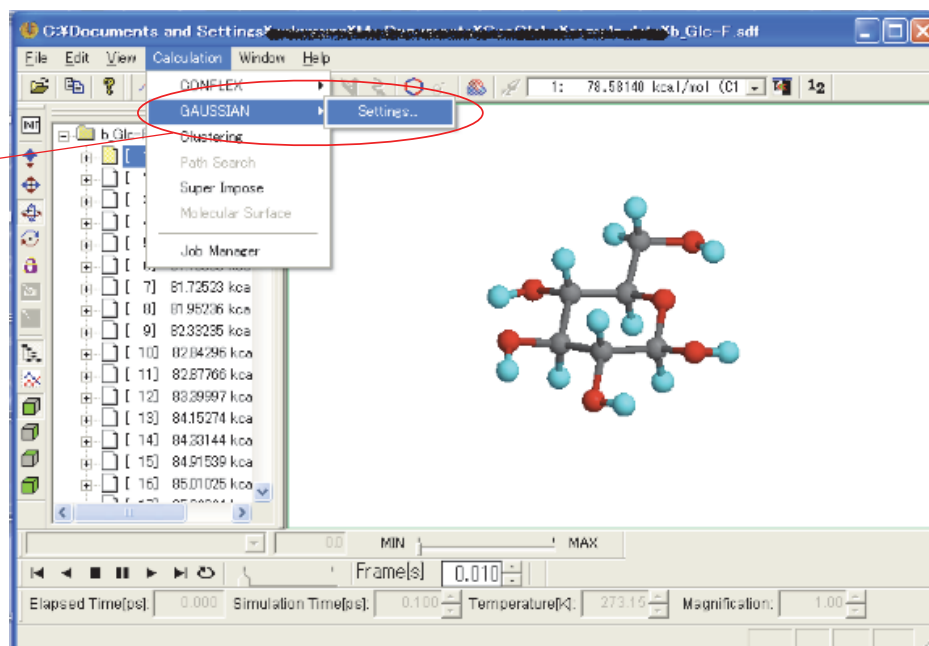 C:¥Documents and Settings¥ ¥b_Glc-F.sdf
File Edit View Calculation Window Help
1: 78.58140 kcal/mol (C1
CONFLEX
GAUSSIAN Settings...
Clustering
Path Search
Super Impose
Molecular Surface
Job Manager
INIT
b_Glc-F
[ 7] 81.72523 kca
[ 8] 81.95236 kca
[ 9] 82.33235 kca
[ 10] 82.84296 kca
[ 11] 82.87766 kca
[ 12] 83.39997 kca
[ 13] 84.15274 kca
[ 14] 84.33144 kca
[ 15] 84.91539 kca
[ 16] 85.01025 kca
0.0 MIN MAX
Frame[s] 0.010
Elapsed Time[ps]: 0.000 Simulation Time[ps]: 0.100 Temperature[K]: 273.15 Magnification: 1.00